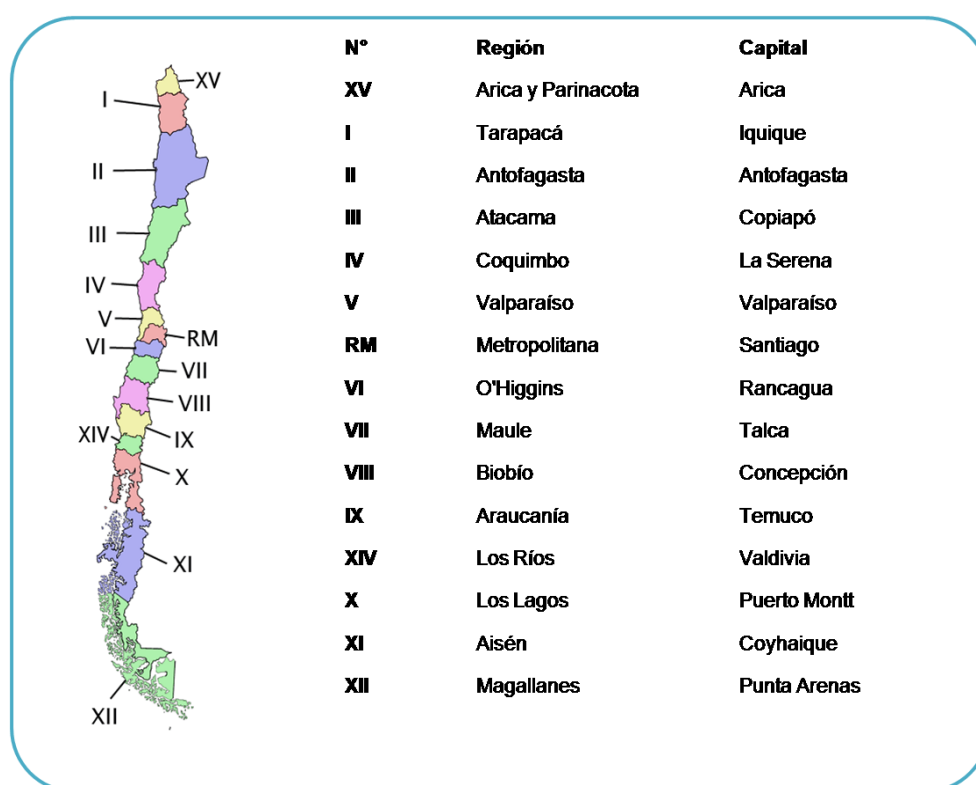 N° Región Capital
XV Arica y Parinacota Arica
I Tarapacá Iquique
II Antofagasta Antofagasta
III Atacama Copiapó
IV Coquimbo La Serena
V Valparaíso Valparaíso
RM Metropolitana Santiago
VI O'Higgins Rancagua
VII Maule Talca
VIII Biobío Concepción
IX Araucanía Temuco
XIV Los Ríos Valdivia
X Los Lagos Puerto Montt
XI Aisén Coyhaique
XII Magallanes Punta Arenas
XV
I
II
III
IV
V
RM
VI
VII
VIII
XIV
IX
X
XI
XII